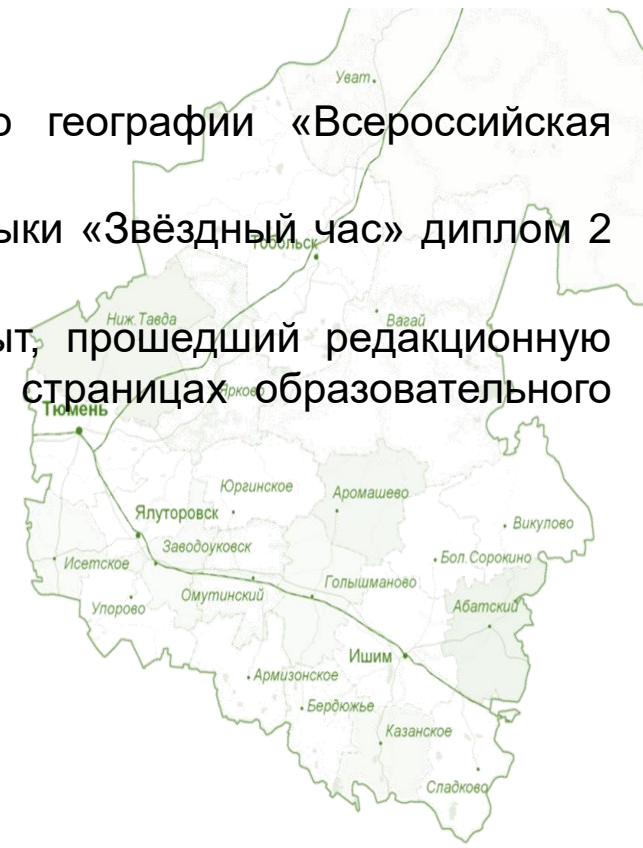 Уват
о географии «Всероссийская
ыки «Звёздный час» диплом 2
Тобольск
Ниж.Тавда
Вагай
ыт, прошедший редакционную
страницах образовательного
Ярково
Тюмень
Юргинское
Аромашево
Ялуторовск
Викулово
Заводоуковск
Бол.Сорокино
Исетское
Голышманово
Омутинский
Абатский
Упорово
Ишим
Армизонское
Бердюжье
Казанское
Сладково